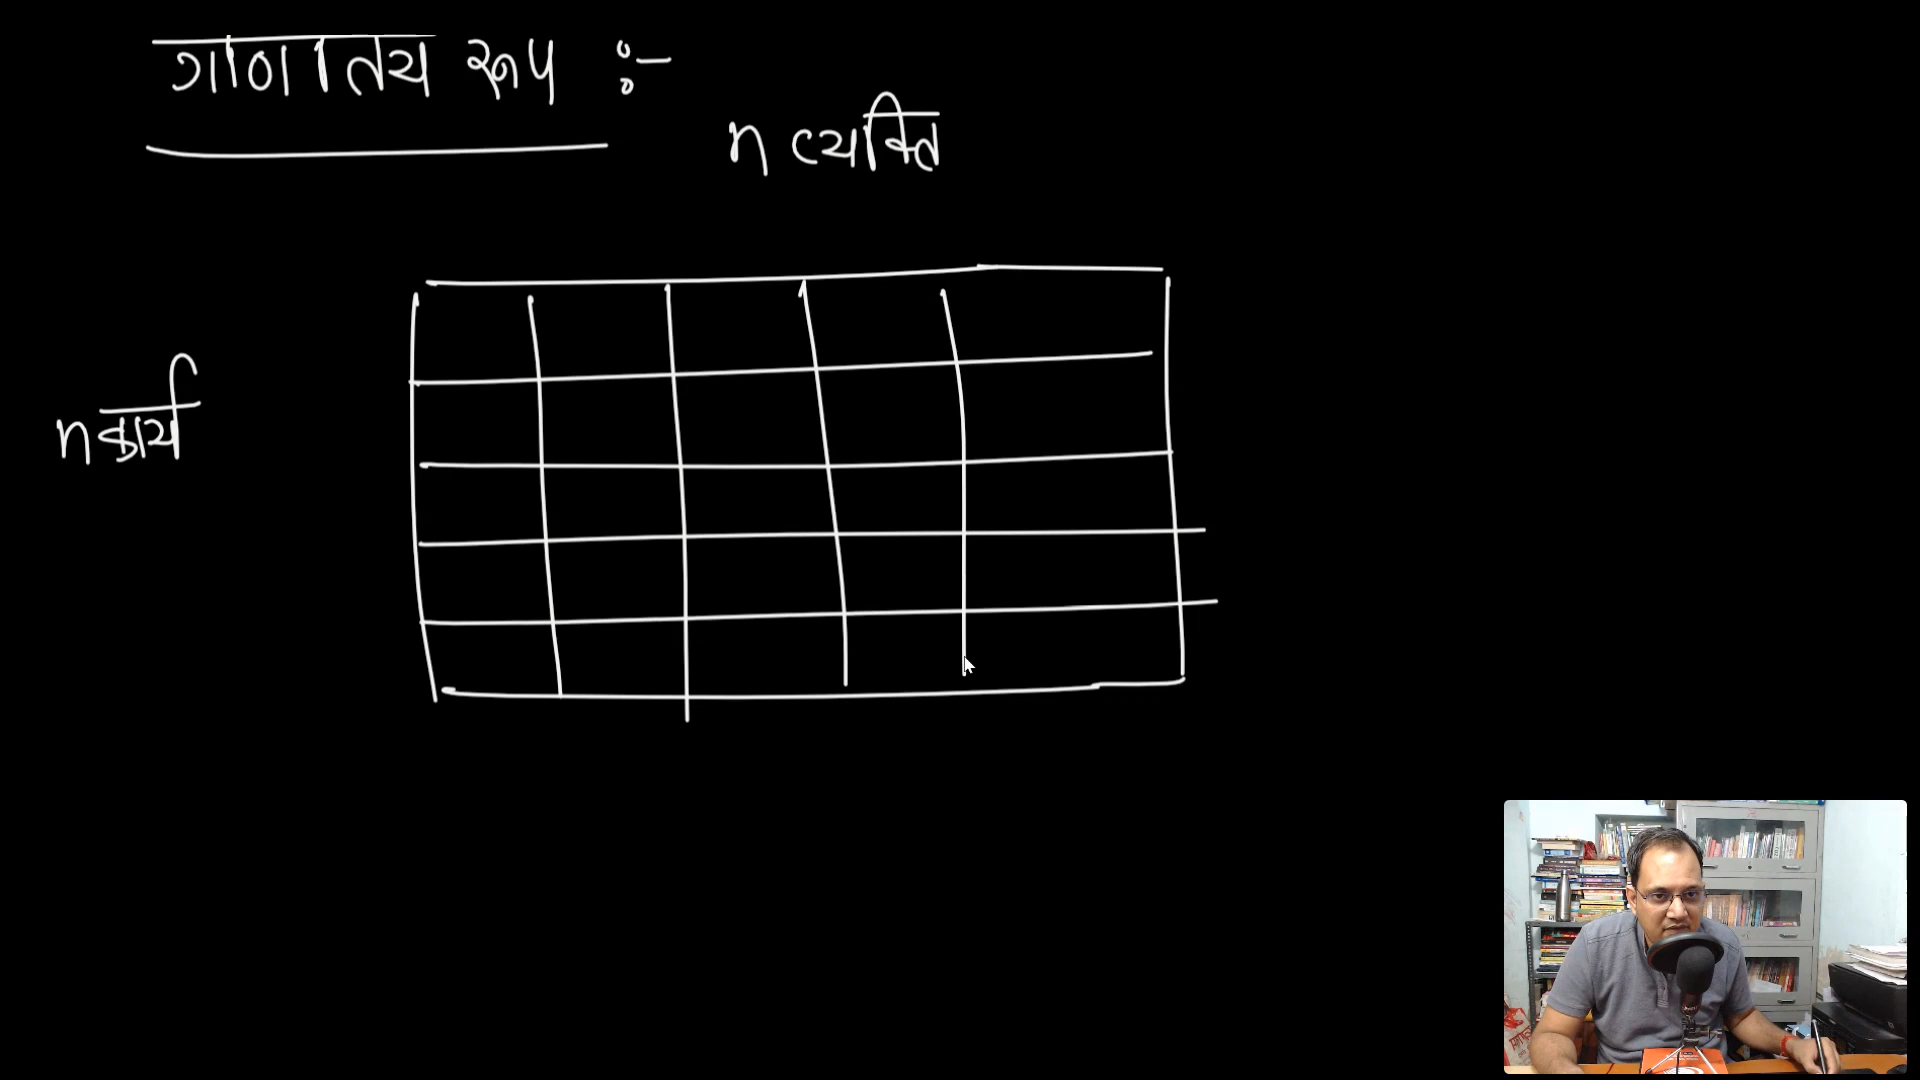 गणितिय रूप :-
n व्यक्ति
n कार्य